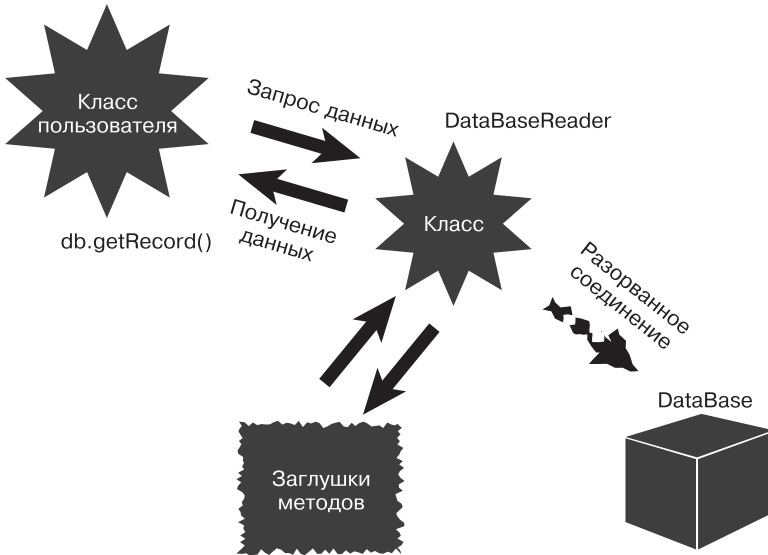 Класс
пользователя
Запрос данных
DataBaseReader
Получение
данных
Класс
db.getRecord()
Разорванное
соединение
DataBase
Заглушки
методов